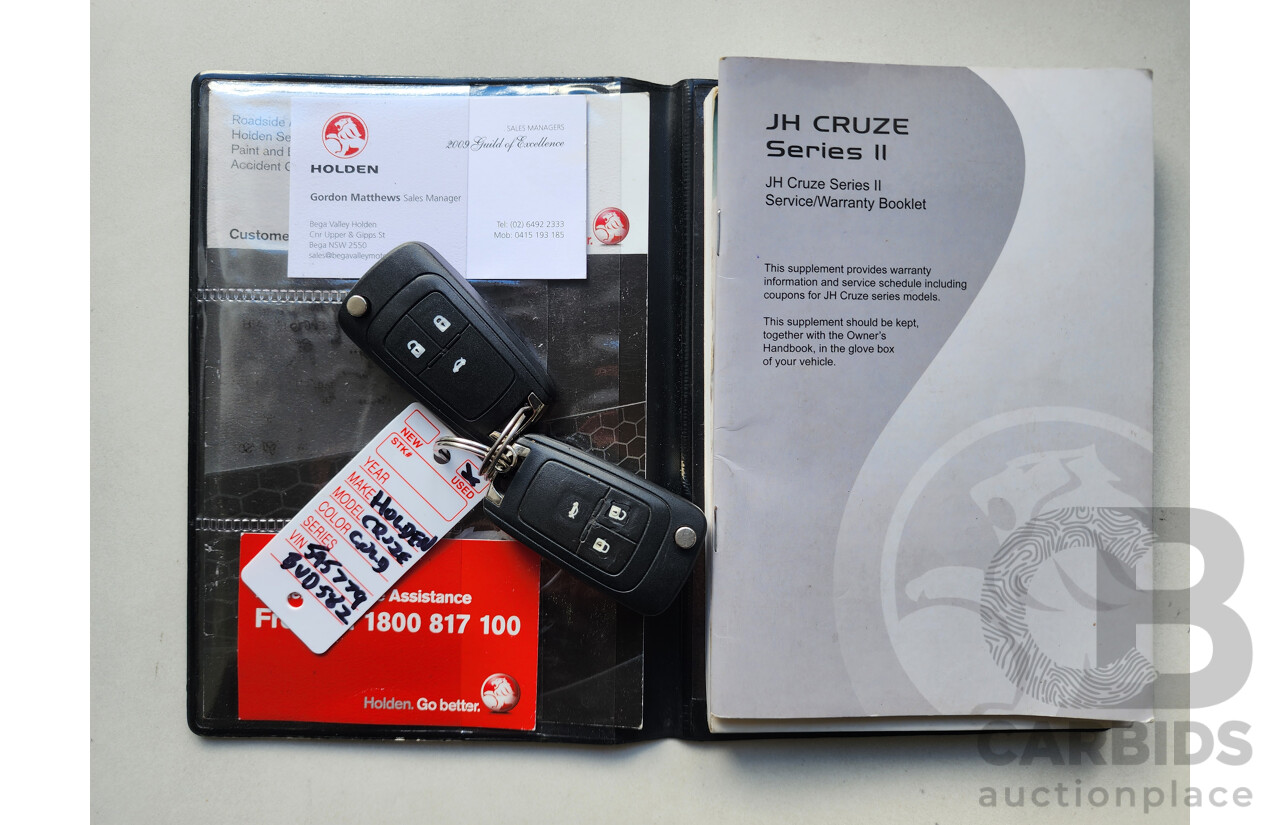 Roadside
Holden Se
Paint and
Accident
Custome
HOLDEN
Gordon Matthews Sales Manager
Bega Valley Holden
Cnr Upper & Gipps St
Bega NSW 2550
sales@begavalleymot
SALES MANAGERS
2009 Guild of Excellence
Tel: (02) 6492 2333
Mob: 0415 193 185
NEW
STK#
USED
YEAR
MAKE HOLDEN
MODEL CRUZE
COLOR GOLD
SERIES
VIN
BVD58Z
Assistance
1800 817 100
Holden. Go better.
JH CRUZE
Series II
JH Cruze Series II
Service/Warranty Booklet
This supplement provides warranty
information and service schedule including
coupons for JH Cruze series models.
This supplement should be kept,
together with the Owner's
Handbook, in the glove box
of your vehicle.
CB
CARBIDS
auctionplace